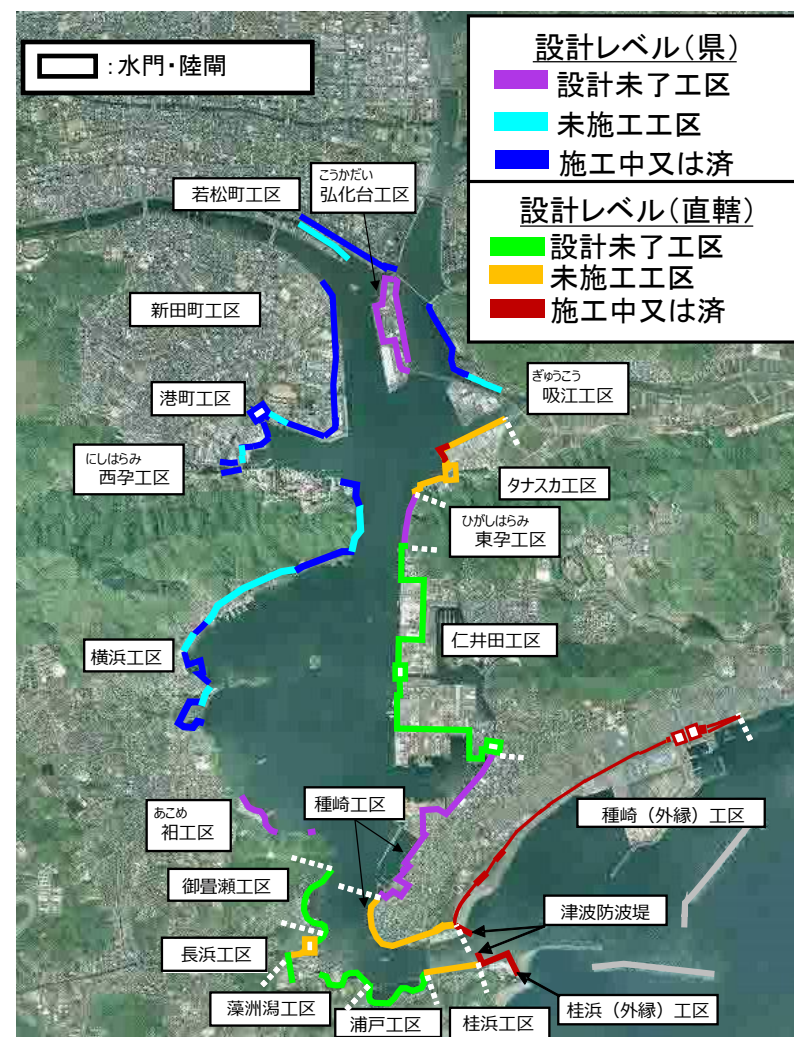 ：水門・陸閘
設計レベル（県）
設計未了工区
未施工工区
施工中又は済
設計レベル（直轄）
設計未了工区
未施工工区
施工中又は済
こうかだい
弘化台工区
若松町工区
新田町工区
ぎゅうこう
吸江工区
港町工区
にしはらみ
西孕工区
タナスカ工区
ひがしはらみ
東孕工区
仁井田工区
横浜工区
あこめ
衵工区
種崎工区
種崎（外縁）工区
御畳瀬工区
津波防波堤
長浜工区
藻洲潟工区
浦戸工区
桂浜工区
桂浜（外縁）工区